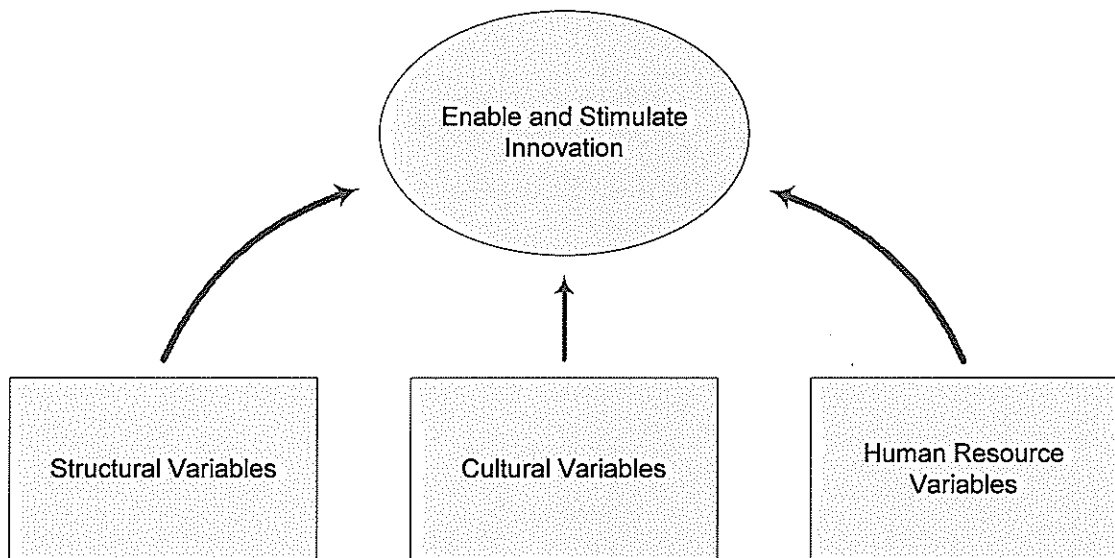 Enable and Stimulate
Innovation
Structural Variables
Cultural Variables
Human Resource
Variables